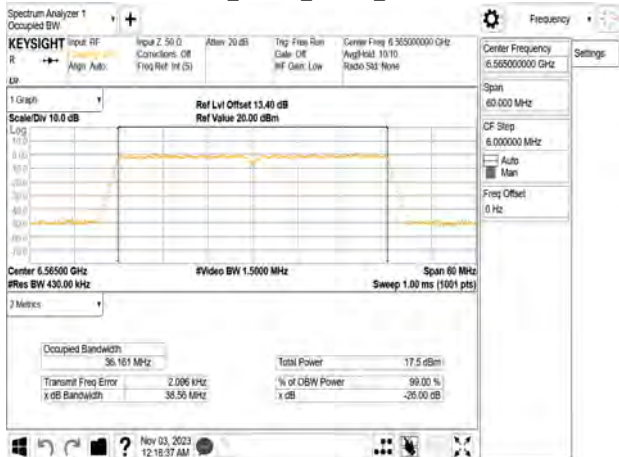 Spectrum Analyzer 1
Occupied BW
Frequency
KEYSIGHT Input: RF
R
Align: Auto
Input Z: 50 Ω
Corrections: Off
Freq Ref: Int (S)
Atten: 20 dB
Trig: Free Run
Gate: Off
#IF Gain: Low
Center Freq: 6.565000000 GHz
Avg|Hold: 10/10
Radio Std: None
1 Graph
Scale/Div 10.0 dB
Ref Lvl Offset 13.40 dB
Ref Value 20.00 dBm
Log
10.0
0.00
Center 6.56500 GHz
#Res BW 430.00 kHz
#Video BW 1.5000 MHz
Span 60 MHz
Sweep 1.00 ms (1001 pts)
2 Metrics
Occupied Bandwidth
36.161 MHz
Total Power 17.5 dBm
Transmit Freq Error 2.096 kHz
% of OBW Power 99.00 %
x dB Bandwidth 38.56 MHz
x dB -26.00 dB
Nov 03, 2023
12:18:37 AM
Center Frequency
6.565000000 GHz
Settings
Span
60.000 MHz
CF Step
6.000000 MHz
Auto
Man
Freq Offset
0 Hz